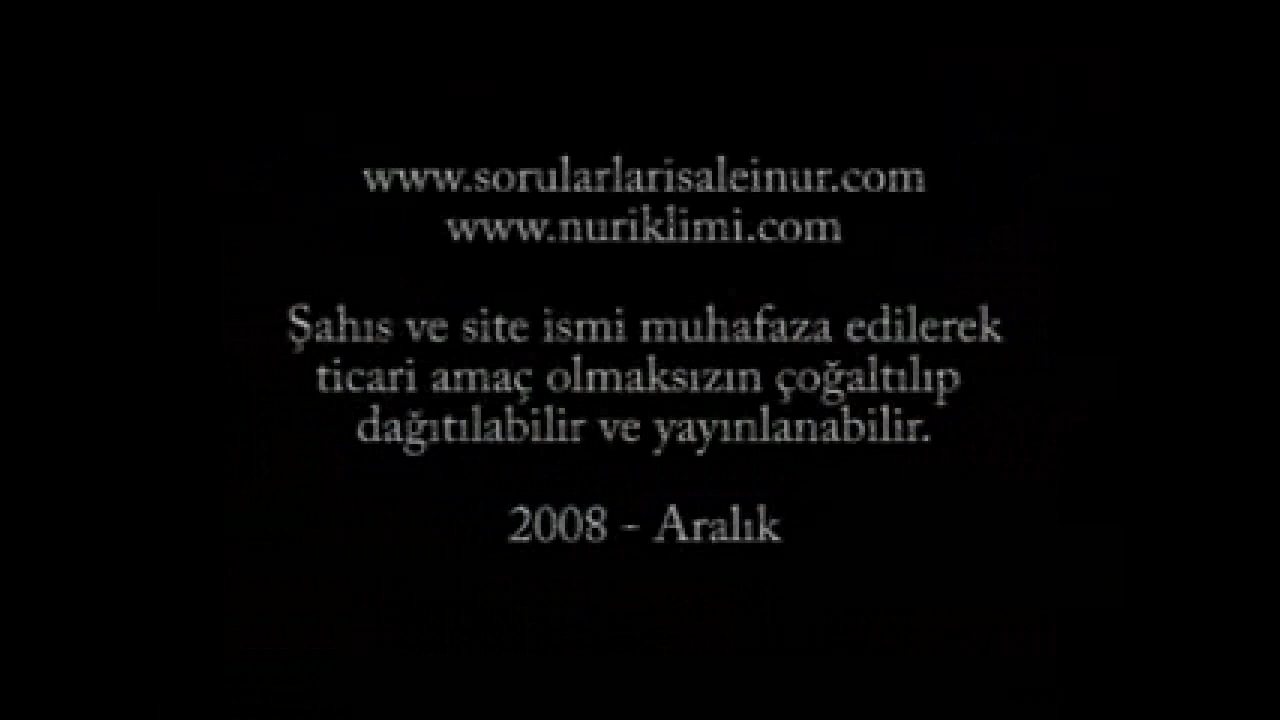 www.sorularlarisaleinur.com
www.nuriklimi.com
Şahıs ve site ismi muhafaza edilerek
ticari amaç olmaksızın çoğaltılıp
dağıtılabilir ve yayınlanabilir.
2008 - Aralık